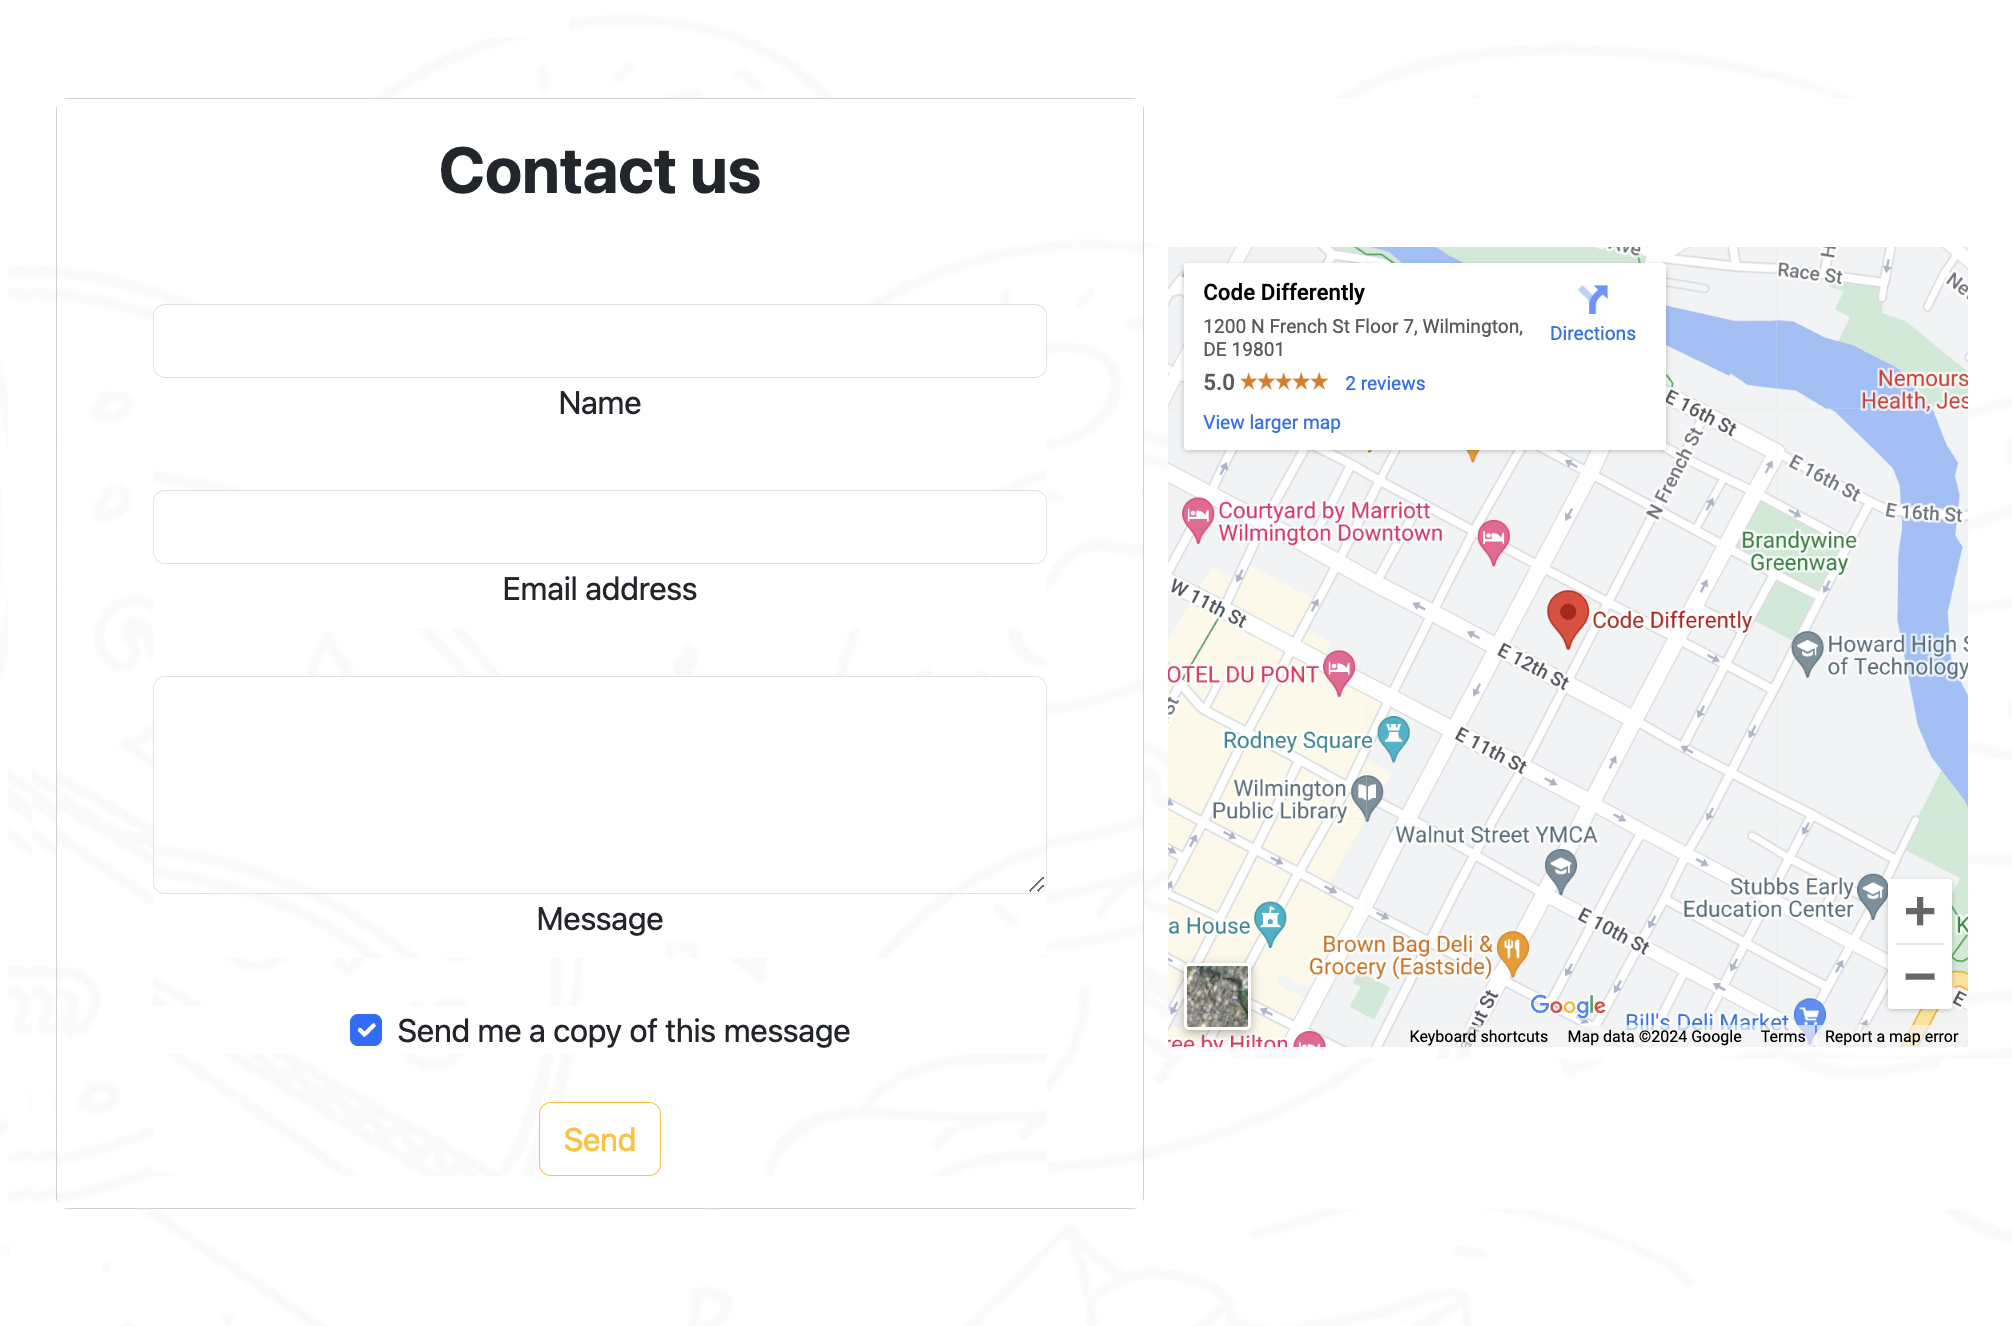 Contact us
Name
Email address
Message
Send me a copy of this message
Send
Code Differently
1200 N French St Floor 7, Wilmington,
DE 19801
5.0
2 reviews
View larger map
Directions
Ave
Race St
Nemours
Health, Jes
E 16th St
E 16th St
E 16th St
N French St
Courtyard by Marriott
Wilmington Downtown
Brandywine
Greenway
W 11th St
Code Differently
Howard High S
of Technology
E 12th St
OTEL DU PONT
Rodney Square
E 11th St
Wilmington
Public Library
Walnut Street YMCA
Stubbs Early
Education Center
a House
E 10th St
Brown Bag Deli &
Grocery (Eastside)
ut St
Google
Bill's Deli Market
ree by Hilton
Keyboard shortcuts
Map data ©2024 Google
Terms
Report a map error